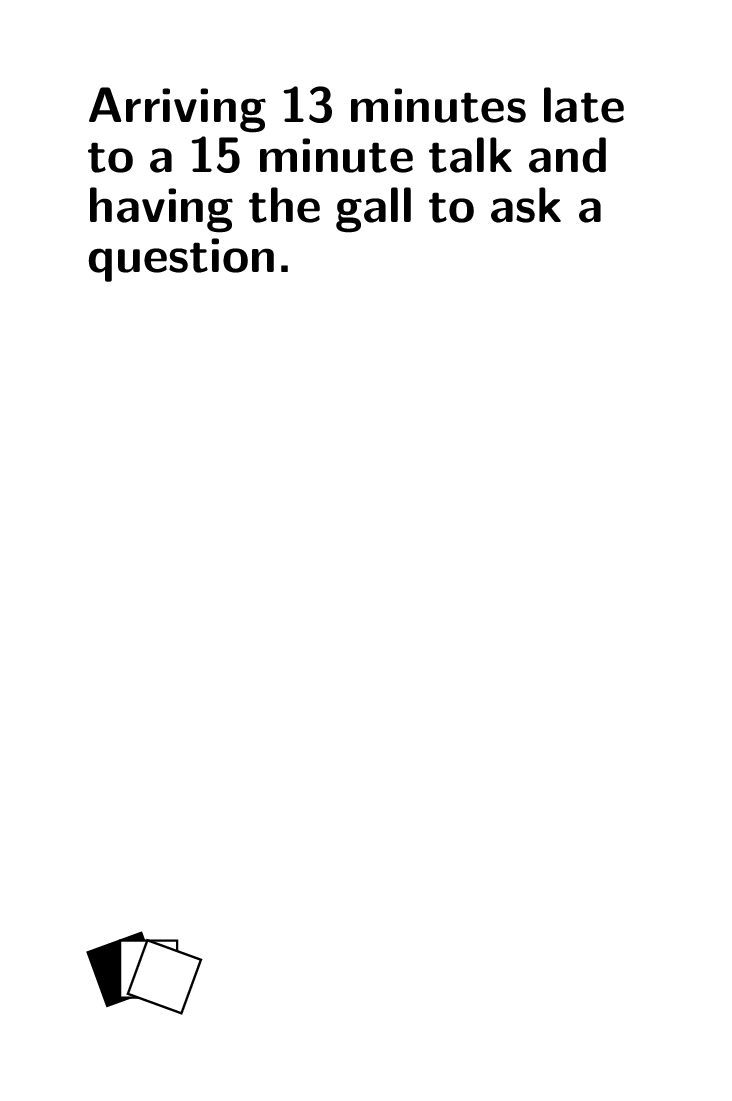 Arriving 13 minutes late
to a 15 minute talk and
having the gall to ask a
question.